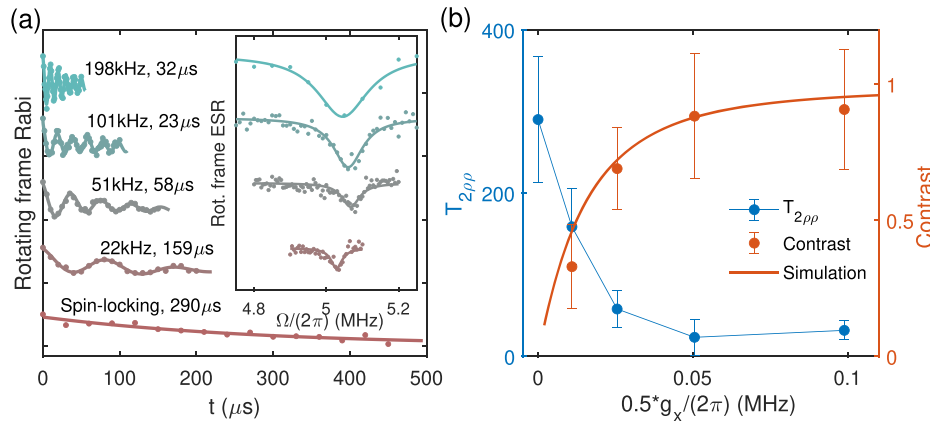 (a)
Rotating frame Rabi
198kHz, 32μs
101kHz, 23μs
51kHz, 58μs
22kHz, 159μs
Spin-locking, 290μs
0 100 200 300 400 500
t (μs)
Rot. frame ESR
4.8 5 5.2
Ω/(2π) (MHz)
(b)
400
200
0
T2ρρ
T2ρρ
Contrast
Simulation
1
0.5
0
Contrast
0 0.05 0.1
0.5*gx/(2π) (MHz)